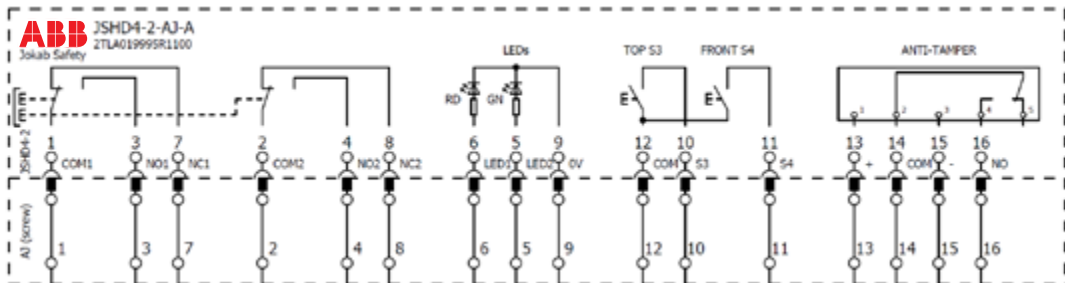 ABB JSHD4-2-AJ-A
2TLA019995R1100
Jokab Safety
LEDs TOP S3 FRONT S4 ANTI-TAMPER
RD GN
1 2 3 4 5
JSHD4-2
1 3 7 2 4 8 6 5 9 12 10 11 13 14 15 16
COM1 NO1 NC1 COM2 NO2 NC2 LED1 LED2 0V COM S3 S4 + COM - NO
AJ (screw)
1 3 7 2 4 8 6 5 9 12 10 11 13 14 15 16